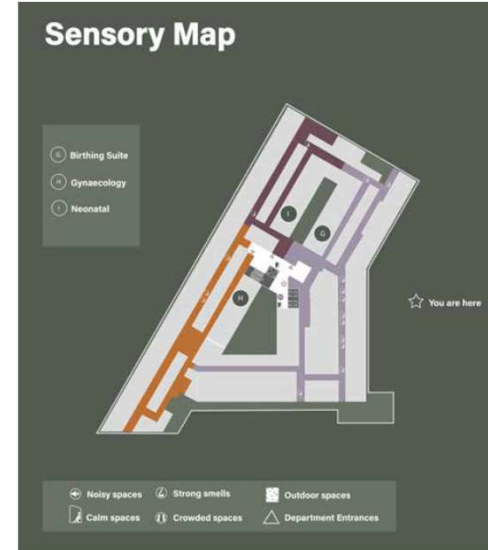 Sensory Map
G Birthing Suite
H Gynaecology
I Neonatal
I
G
H
You are here
Noisy spaces
Strong smells
Outdoor spaces
Calm spaces
Crowded spaces
Department Entrances